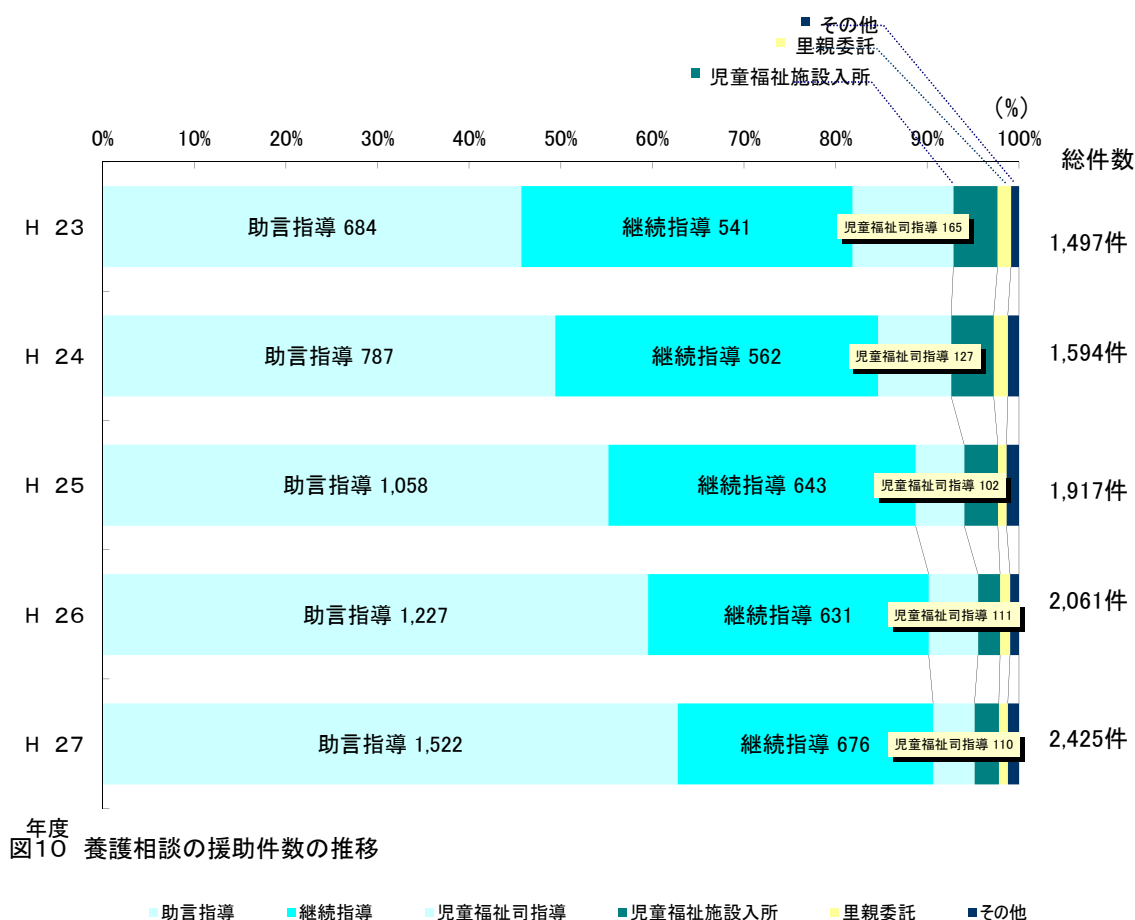 その他
里親委託
児童福祉施設入所
(%)
0% 10% 20% 30% 40% 50% 60% 70% 80% 90% 100%
総件数
H 23 助言指導 684 継続指導 541 児童福祉司指導 165 1,497件
H 24 助言指導 787 継続指導 562 児童福祉司指導 127 1,594件
H 25 助言指導 1,058 継続指導 643 児童福祉司指導 102 1,917件
H 26 助言指導 1,227 継続指導 631 児童福祉司指導 111 2,061件
H 27 助言指導 1,522 継続指導 676 児童福祉司指導 110 2,425件
年度
図10 養護相談の援助件数の推移
助言指導 継続指導 児童福祉司指導 児童福祉施設入所 里親委託 その他